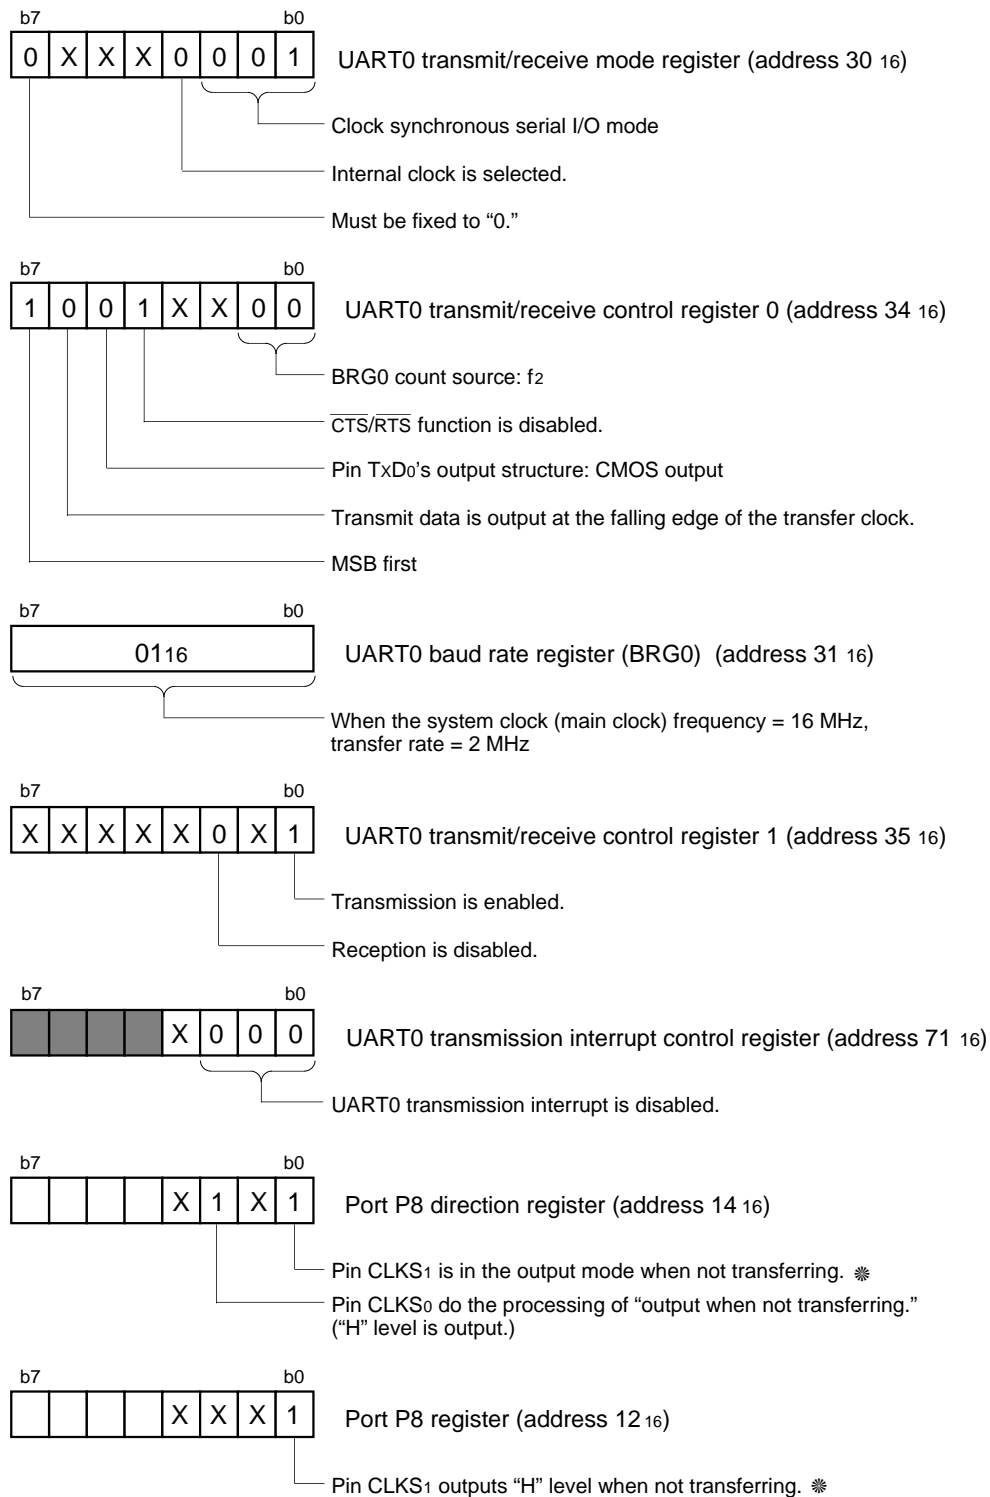 b7 b0
0 X X X 0 0 0 1 UART0 transmit/receive mode register (address 30 16)
Clock synchronous serial I/O mode
Internal clock is selected.
Must be fixed to “0.”
b7 b0
1 0 0 1 X X 0 0 UART0 transmit/receive control register 0 (address 34 16)
BRG0 count source: f2
CTS/RTS function is disabled.
Pin TxD0’s output structure: CMOS output
Transmit data is output at the falling edge of the transfer clock.
MSB first
b7 b0
0116 UART0 baud rate register (BRG0) (address 31 16)
When the system clock (main clock) frequency = 16 MHz,
transfer rate = 2 MHz
b7 b0
X X X X X 0 X 1 UART0 transmit/receive control register 1 (address 35 16)
Transmission is enabled.
Reception is disabled.
b7 b0
X 0 0 0 UART0 transmission interrupt control register (address 71 16)
UART0 transmission interrupt is disabled.
b7 b0
X 1 X 1 Port P8 direction register (address 14 16)
Pin CLKS1 is in the output mode when not transferring. ❊
Pin CLKS0 do the processing of “output when not transferring.”
(“H” level is output.)
b7 b0
X X X 1 Port P8 register (address 12 16)
Pin CLKS1 outputs “H” level when not transferring. ❊